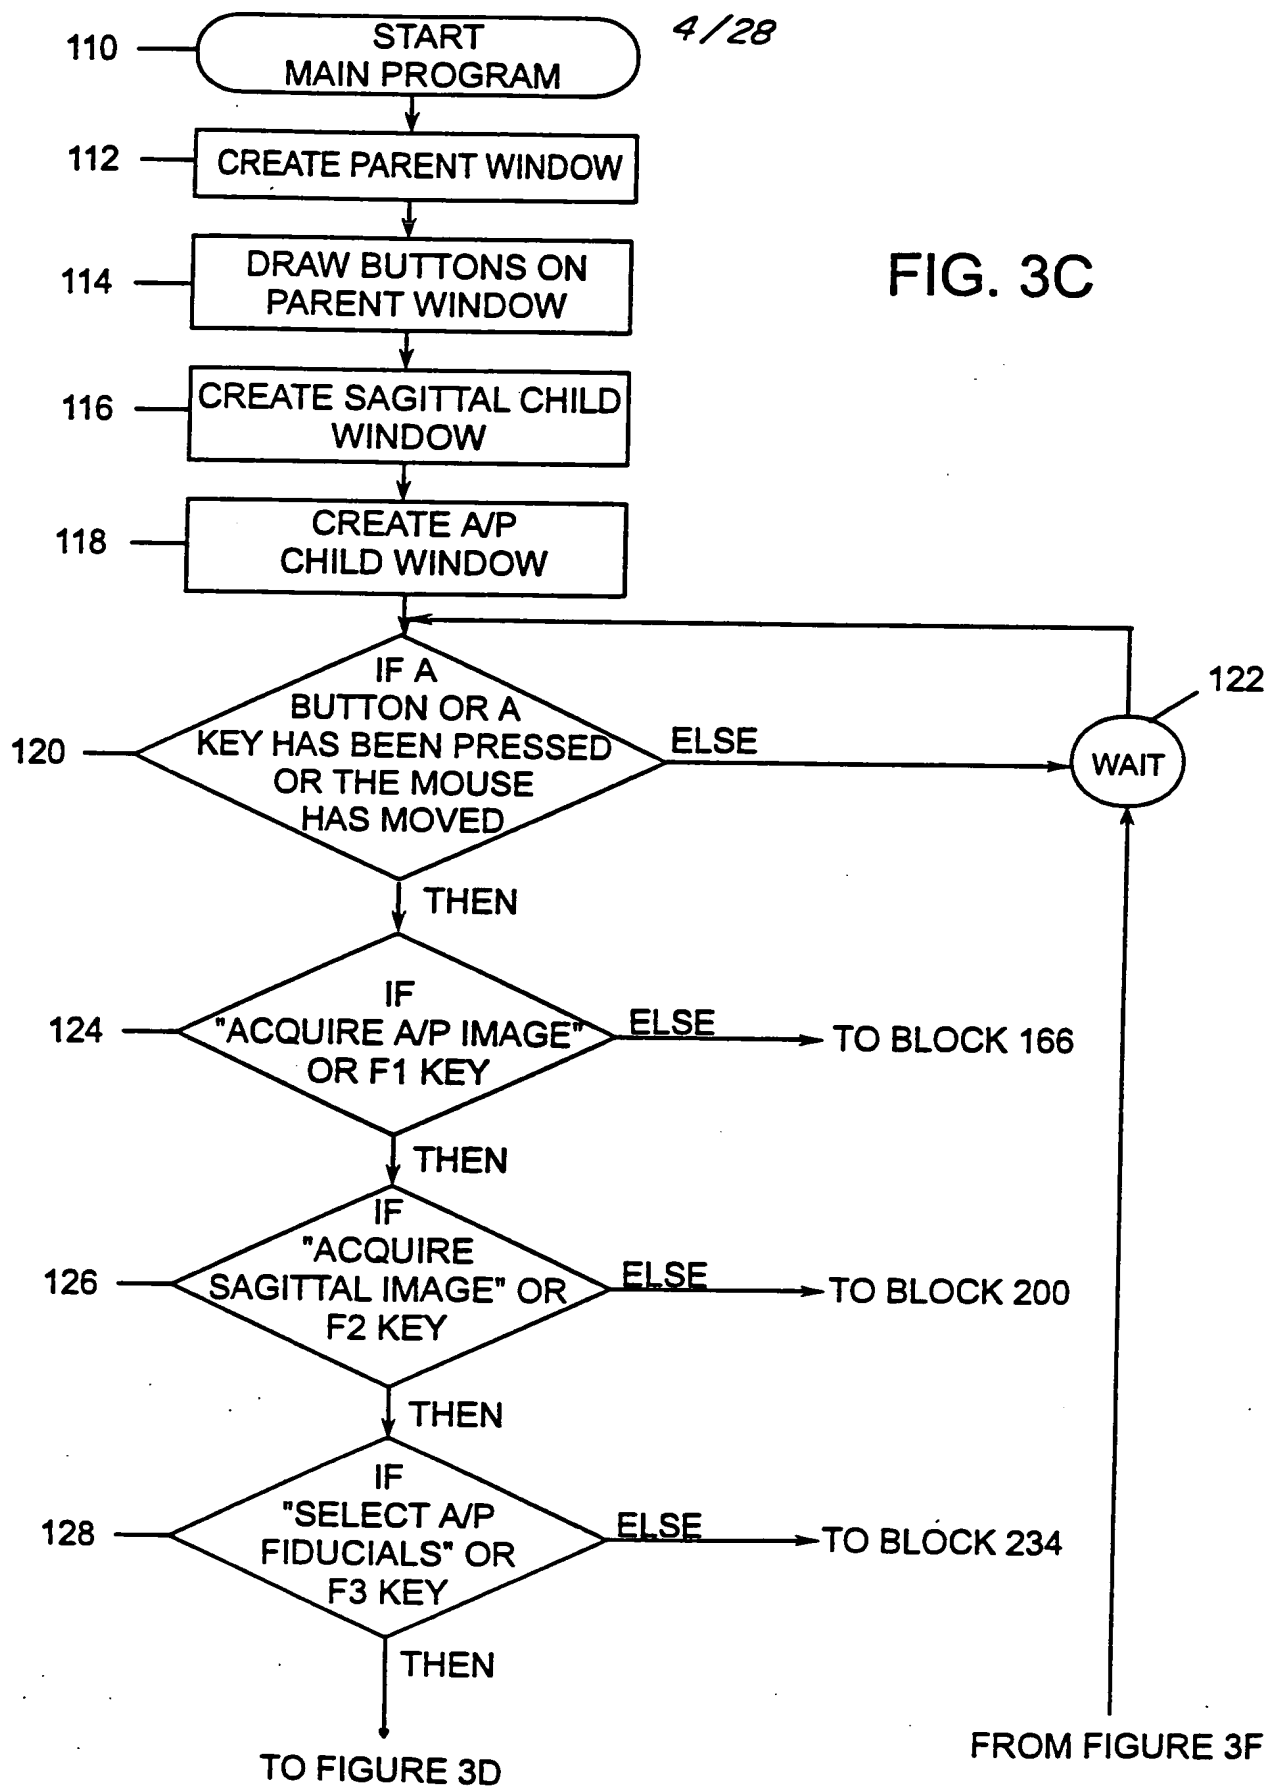 4/28
110
START
MAIN PROGRAM
112
CREATE PARENT WINDOW
FIG. 3C
114
DRAW BUTTONS ON
PARENT WINDOW
116
CREATE SAGITTAL CHILD
WINDOW
118
CREATE A/P
CHILD WINDOW
120
IF A
BUTTON OR A
KEY HAS BEEN PRESSED
OR THE MOUSE
HAS MOVED
ELSE
122
WAIT
THEN
124
IF
"ACQUIRE A/P IMAGE"
OR F1 KEY
ELSE
TO BLOCK 166
THEN
126
IF
"ACQUIRE
SAGITTAL IMAGE" OR
F2 KEY
ELSE
TO BLOCK 200
THEN
128
IF
"SELECT A/P
FIDUCIALS" OR
F3 KEY
ELSE
TO BLOCK 234
THEN
TO FIGURE 3D
FROM FIGURE 3F